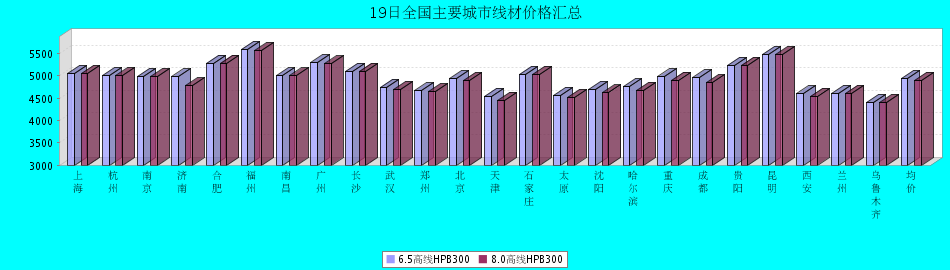 19日全国主要城市线材价格汇总
5500
5000
4500
4000
3500
3000
上海 杭州 南京 济南 合肥 福州 南昌 广州 长沙 武汉 郑州 北京 天津 石家庄 太原 沈阳 哈尔滨 重庆 成都 贵阳 昆明 西安 兰州 乌鲁木齐 均价
6.5高线HPB300 8.0高线HPB300